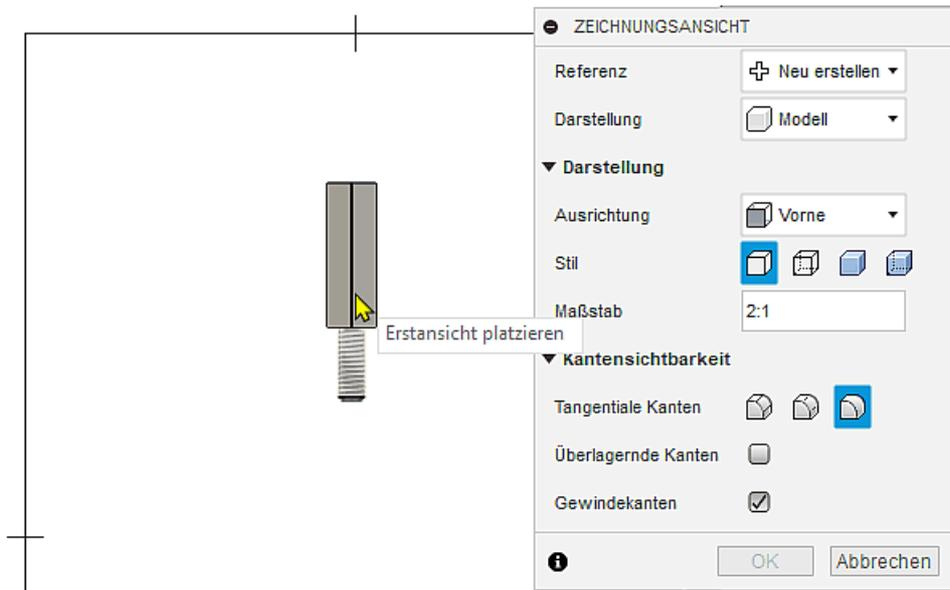 ZEICHNUNGSANSICHT
Referenz Neu erstellen
Darstellung Modell
Darstellung
Ausrichtung Vorne
Stil
Maßstab 2:1
Erstansicht platzieren
Kantensichtbarkeit
Tangentiale Kanten
Überlagernde Kanten
Gewindekanten
OK Abbrechen